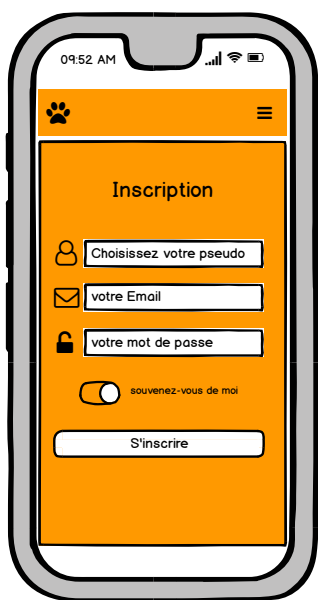 09:52 AM
Inscription
Choisissez votre pseudo
votre Email
votre mot de passe
souvenez-vous de moi
S'inscrire